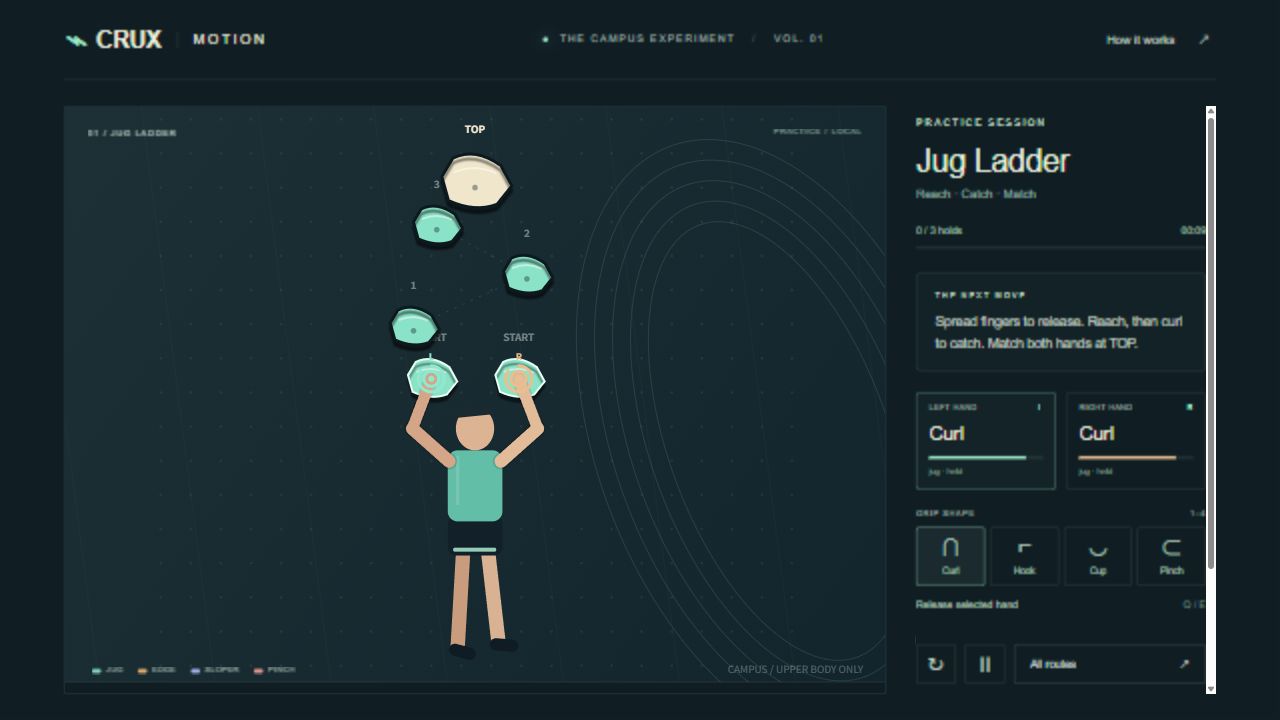 CRUX MOTION
THE CAMPUS EXPERIMENT / VOL. 01
How it works ↗
01 / JUG LADDER
PRACTICE / LOCAL
TOP
3
2
1
START
R
JUG EDGE SLOPER PINCH
CAMPUS / UPPER BODY ONLY
PRACTICE SESSION
Jug Ladder
Reach · Catch · Match
0 / 3 holds
THE NEXT MOVE
Spread fingers to release. Reach, then curl
to catch. Match both hands at TOP.
LEFT HAND
Curl
jug · hold
RIGHT HAND R
Curl
jug · hold
GRIP SHAPE
Curl
Hook
Cup
Pinch
Release selected hand
All routes ↗